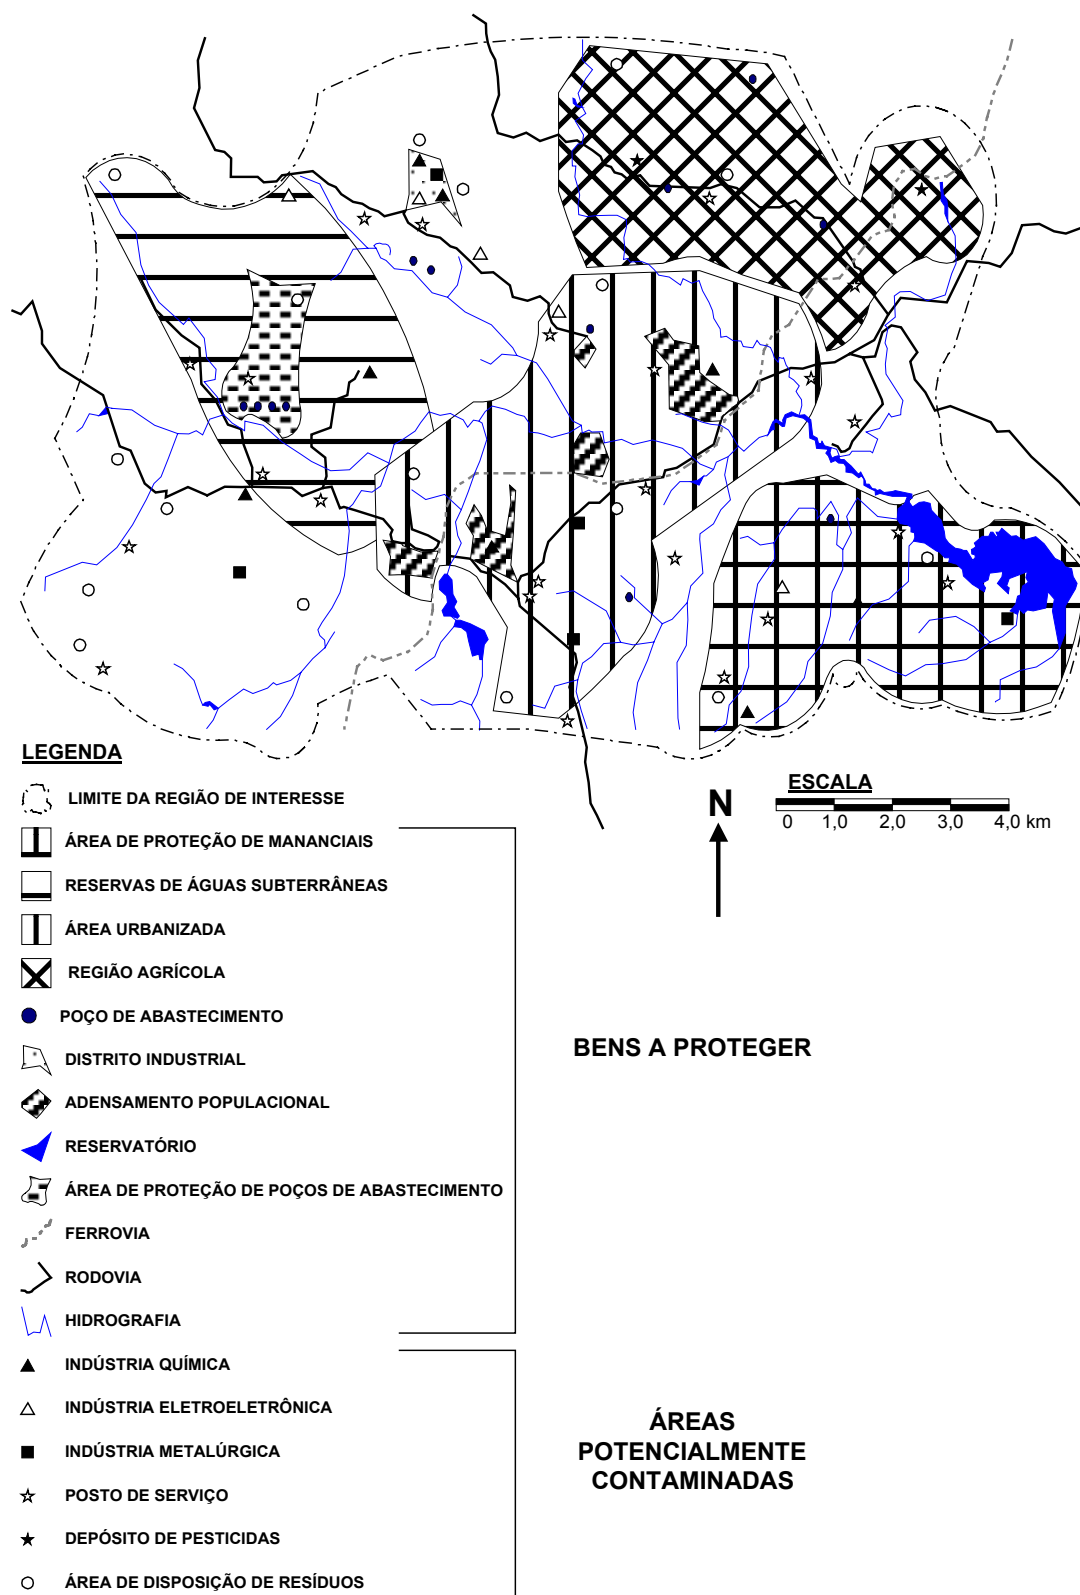 LEGENDA
LIMITE DA REGIÃO DE INTERESSE
ÁREA DE PROTEÇÃO DE MANANCIAIS
RESERVAS DE ÁGUAS SUBTERRÂNEAS
ÁREA URBANIZADA
REGIÃO AGRÍCOLA
POÇO DE ABASTECIMENTO
DISTRITO INDUSTRIAL
ADENSAMENTO POPULACIONAL
RESERVATÓRIO
ÁREA DE PROTEÇÃO DE POÇOS DE ABASTECIMENTO
FERROVIA
RODOVIA
HIDROGRAFIA
INDÚSTRIA QUÍMICA
INDÚSTRIA ELETROELETRÔNICA
INDÚSTRIA METALÚRGICA
POSTO DE SERVIÇO
DEPÓSITO DE PESTICIDAS
ÁREA DE DISPOSIÇÃO DE RESÍDUOS
N
ESCALA
0 1,0 2,0 3,0 4,0 km
BENS A PROTEGER
ÁREAS
POTENCIALMENTE
CONTAMINADAS